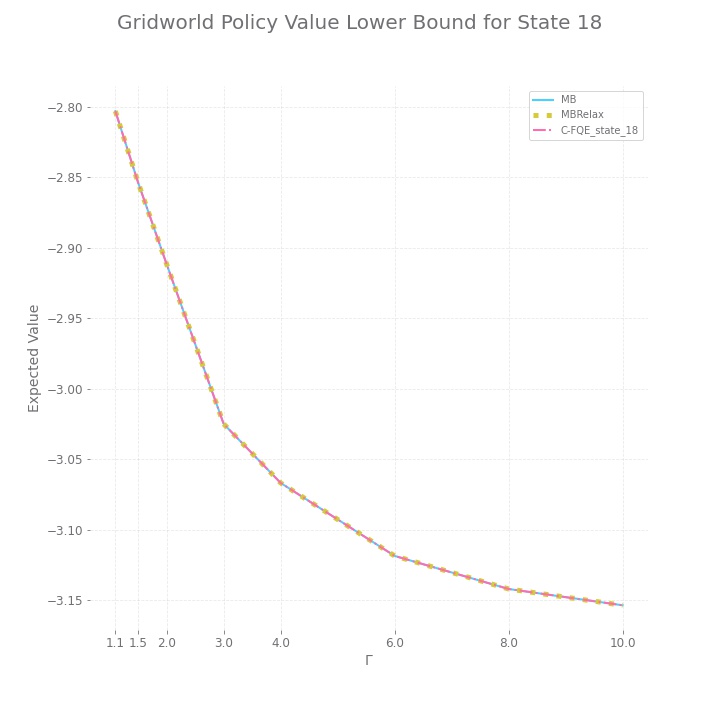 Gridworld Policy Value Lower Bound for State 18
MB
MBRelax
C-FQE_state_18
Expected Value
−2.80
−2.85
−2.90
−2.95
−3.00
−3.05
−3.10
−3.15
1.1 1.5 2.0 3.0 4.0 6.0 8.0 10.0
Γ